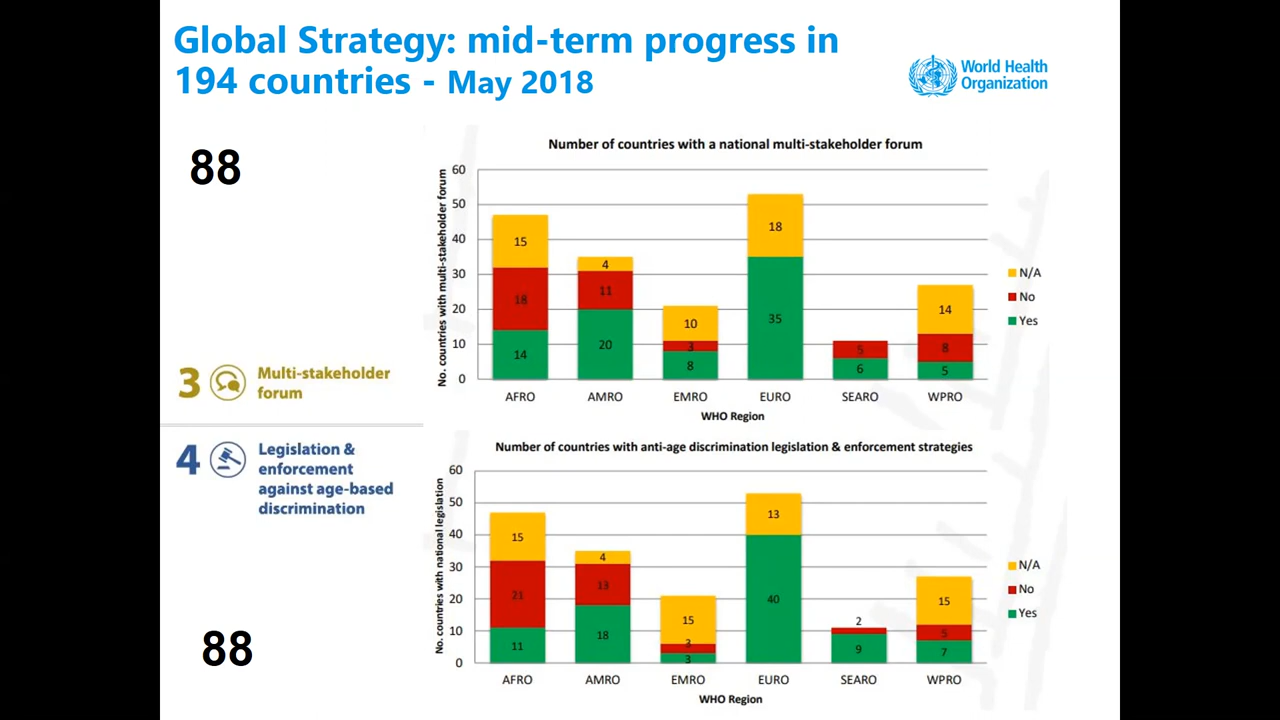 Global Strategy: mid-term progress in
194 countries - May 2018
World Health
Organization
88
3
Multi-stakeholder
forum
4
Legislation &
enforcement
against age-based
discrimination
88
Number of countries with a national multi-stakeholder forum
No. countries with multi-stakeholder forum
60
50
40
30
20
10
0
15
18
14
4
11
20
10
3
8
18
35
5
6
14
8
5
AFRO AMRO EMRO EURO SEARO WPRO
WHO Region
N/A
No
Yes
Number of countries with anti-age discrimination legislation & enforcement strategies
No. countries with national legislation
60
50
40
30
20
10
0
15
21
11
4
13
18
15
3
3
13
40
2
9
15
5
7
AFRO AMRO EMRO EURO SEARO WPRO
WHO Region
N/A
No
Yes